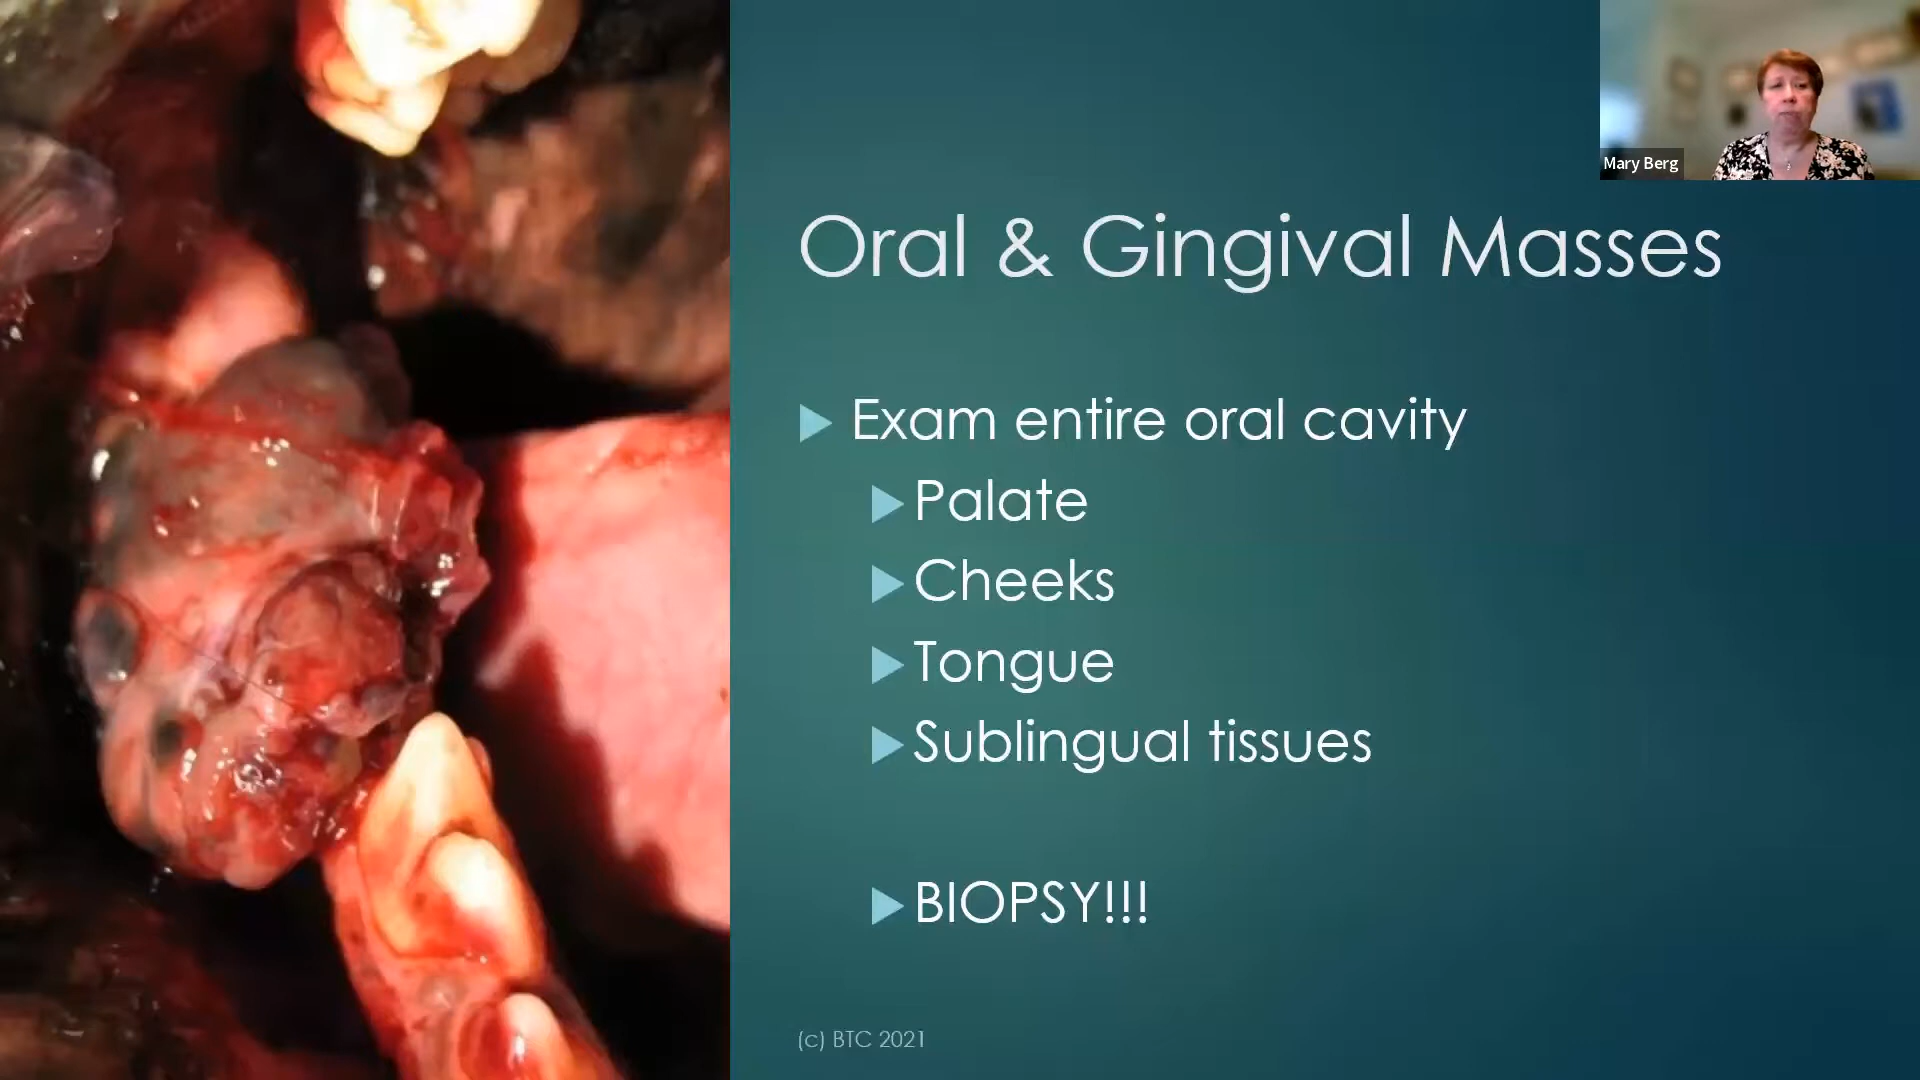 Mary Berg
Oral & Gingival Masses
Exam entire oral cavity
Palate
Cheeks
Tongue
Sublingual tissues
BIOPSY!!!
(c) BTC 2021